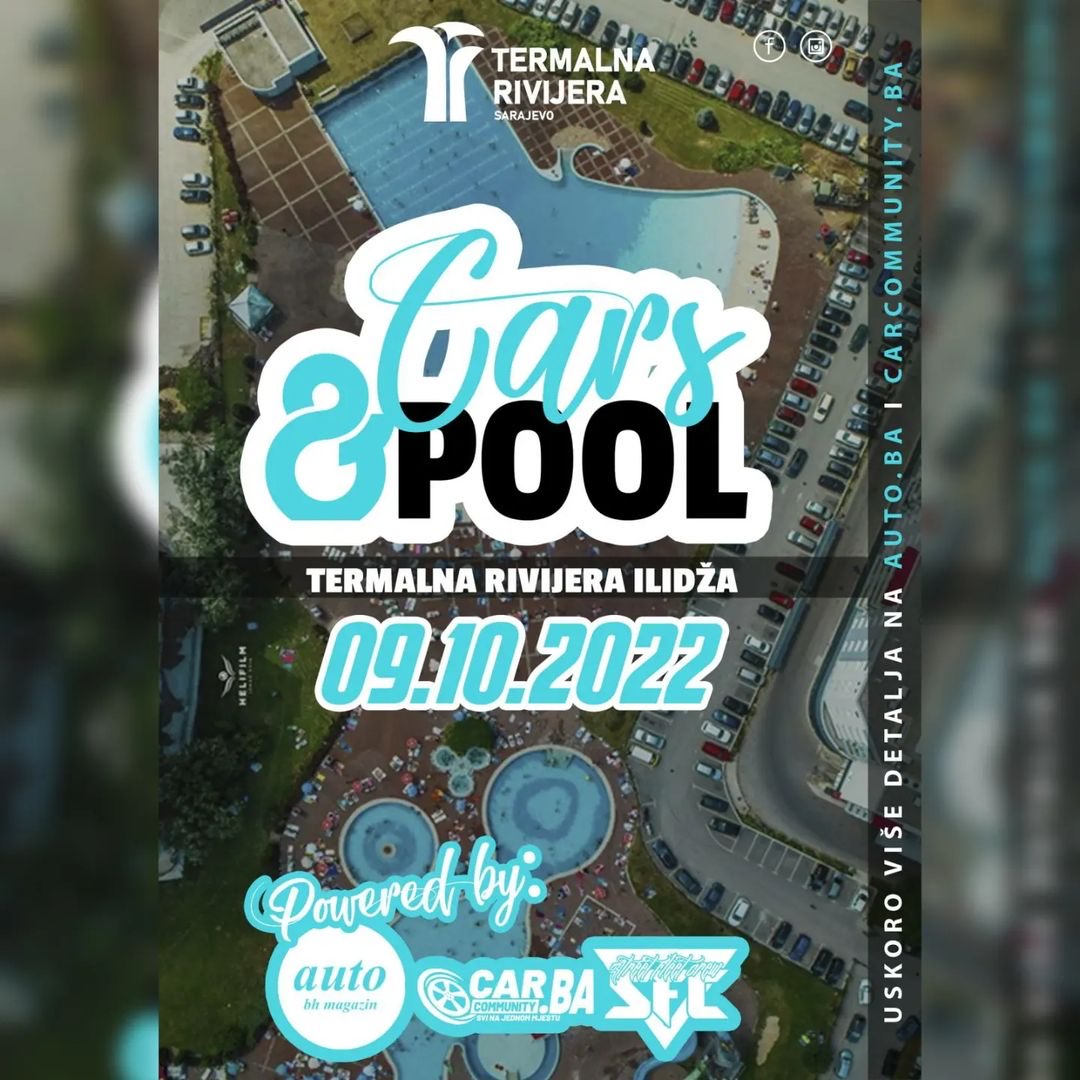 TERMALNA
RIVIJERA
SARAJEVO
Cars
& POOL
TERMALNA RIVIJERA ILIDŽA
09.10.2022
HELIFILM
Powered by:
auto
bh magazin
CAR.BA
COMMUNITY
SVI NA JEDNOM MJESTU
SFC
USKORO VIŠE DETALJA NA AUTO.BA I CARCOMMUNITY.BA